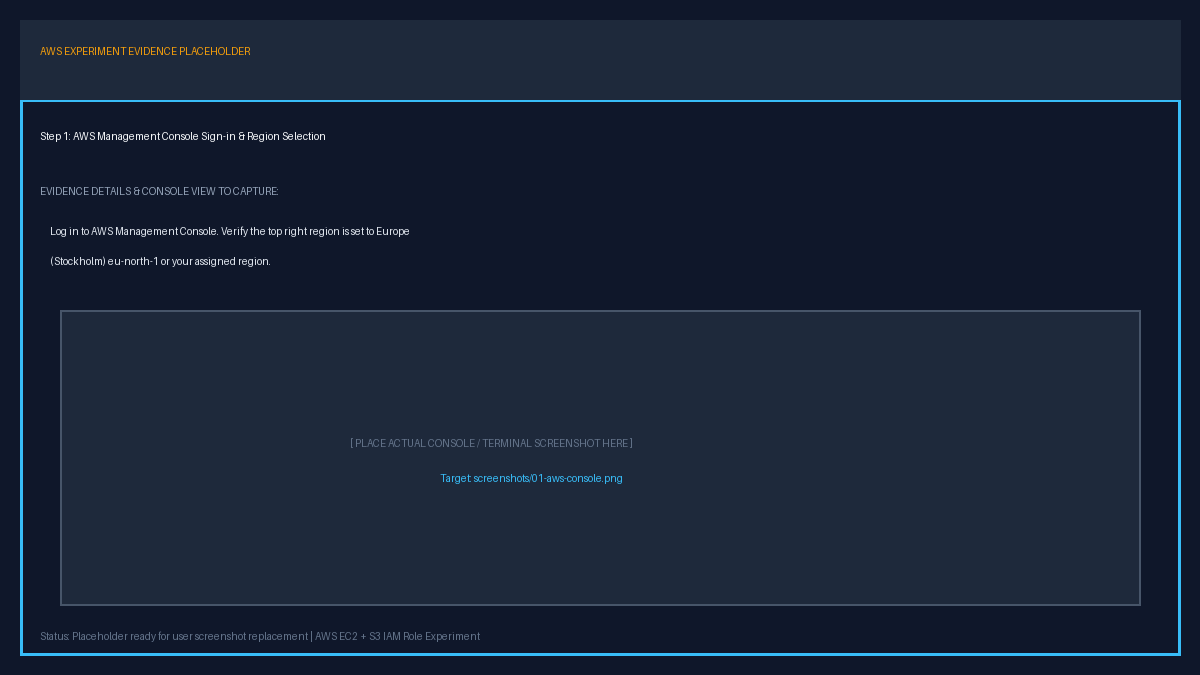 AWS EXPERIMENT EVIDENCE PLACEHOLDER
Step 1: AWS Management Console Sign-in & Region Selection
EVIDENCE DETAILS & CONSOLE VIEW TO CAPTURE:
Log in to AWS Management Console. Verify the top right region is set to Europe
(Stockholm) eu-north-1 or your assigned region.
[ PLACE ACTUAL CONSOLE / TERMINAL SCREENSHOT HERE ]
Target: screenshots/01-aws-console.png
Status: Placeholder ready for user screenshot replacement | AWS EC2 + S3 IAM Role Experiment